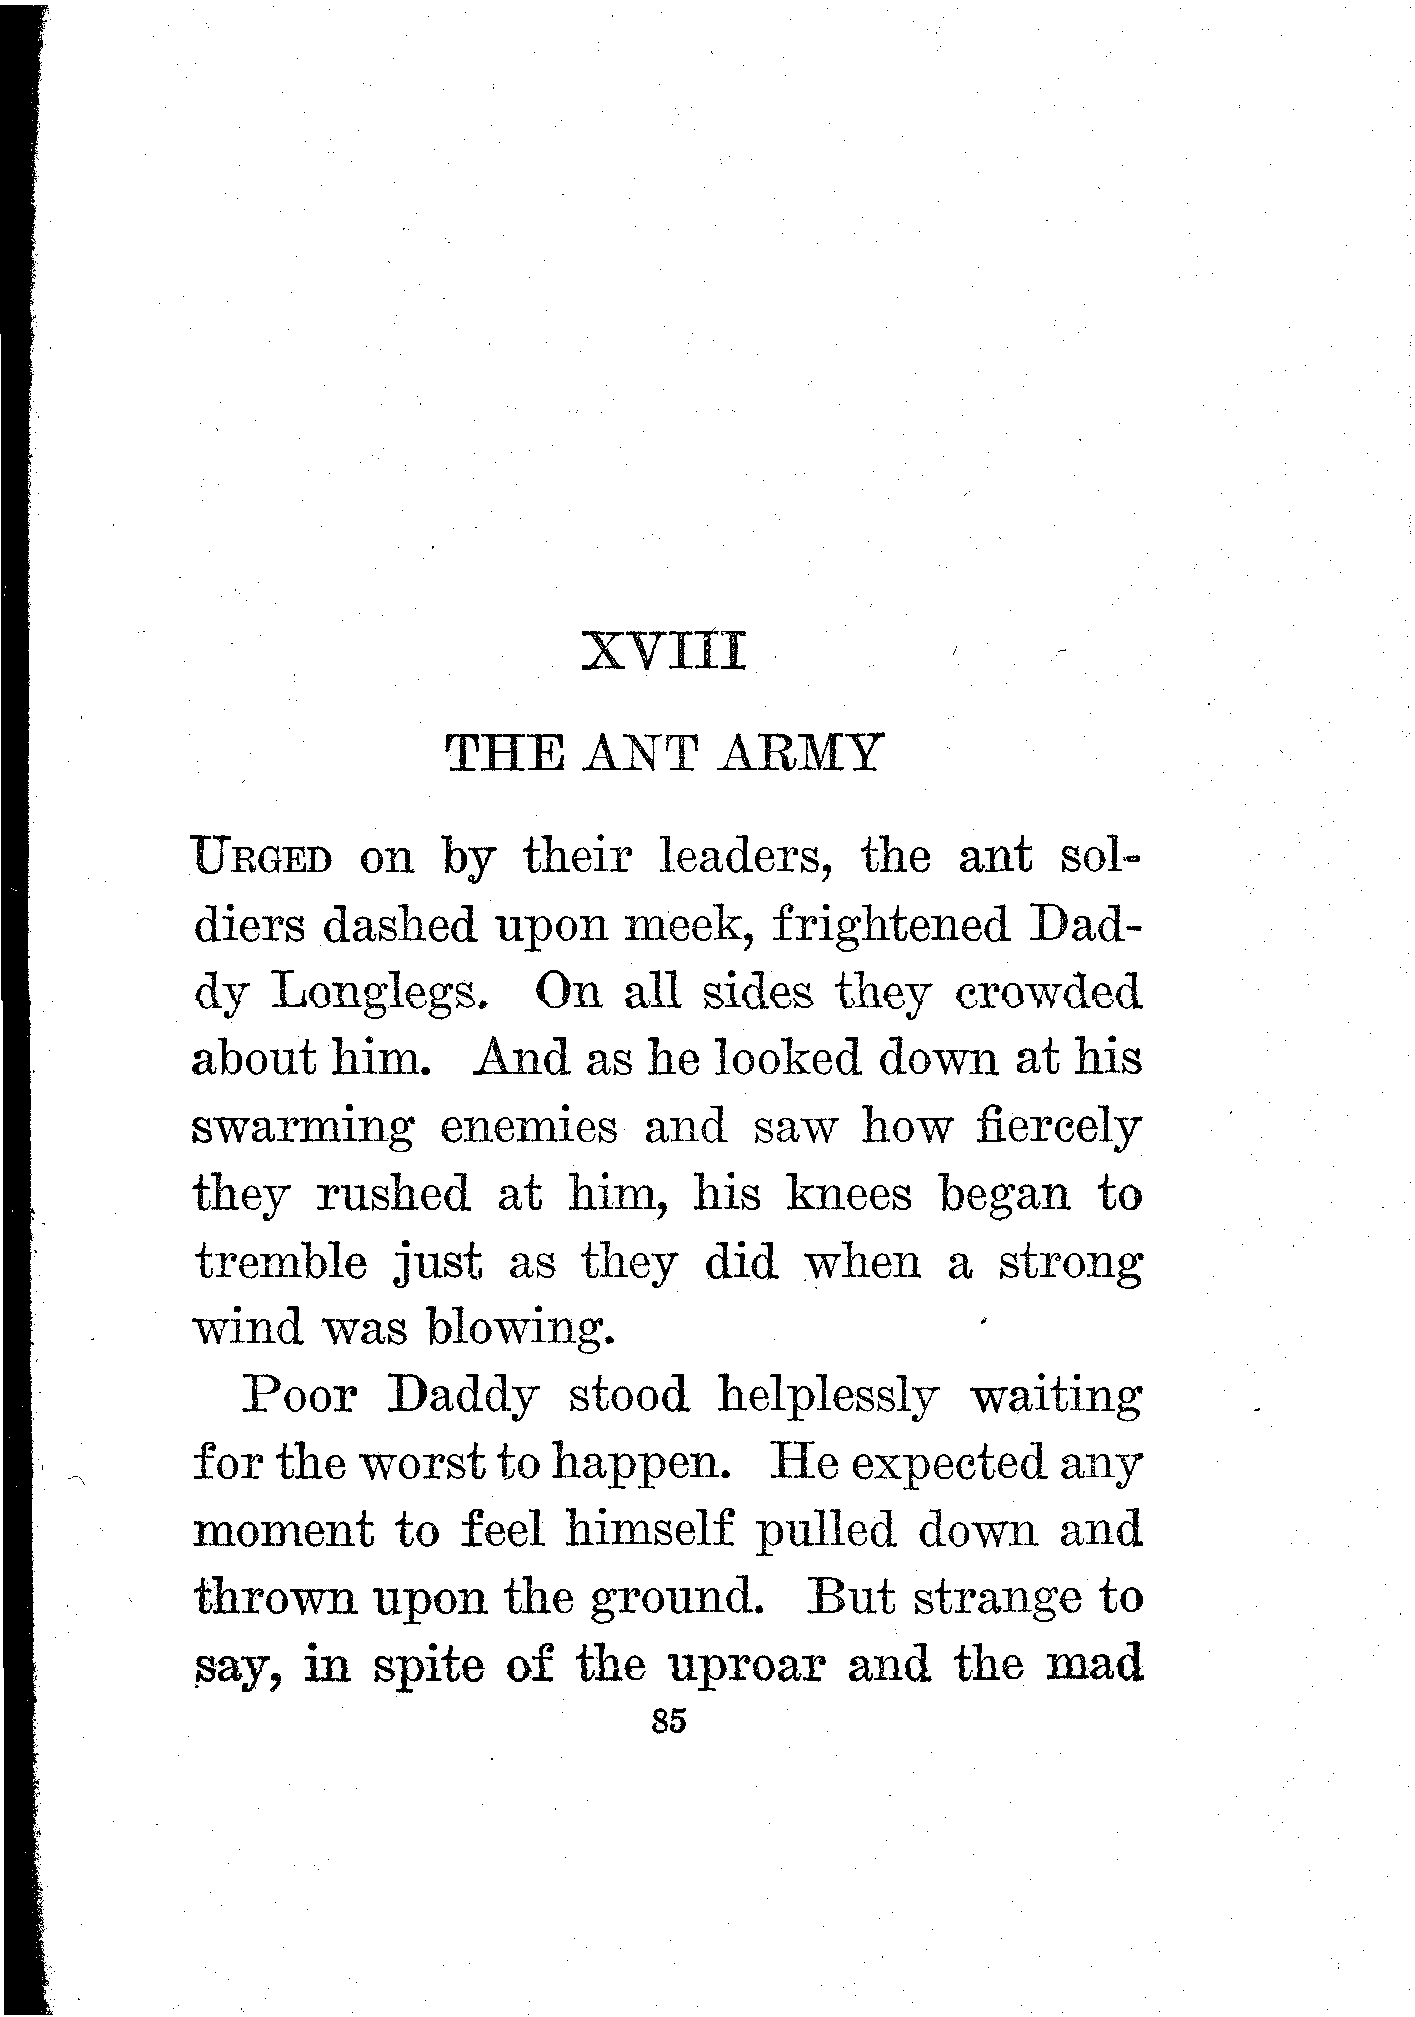 XVIII
THE ANT ARMY
URGED on by their leaders, the ant sol-
diers dashed upon meek, frightened Dad-
dy Longlegs. On all sides they crowded
about him. And as he looked down at his
swarming enemies and saw how fiercely
they rushed at him, his knees began to
tremble just as they did when a strong
wind was blowing.
Poor Daddy stood helplessly waiting
for the worst to happen. He expected any
moment to feel himself pulled down and
thrown upon the ground. But strange to
say, in spite of the uproar and the mad
85